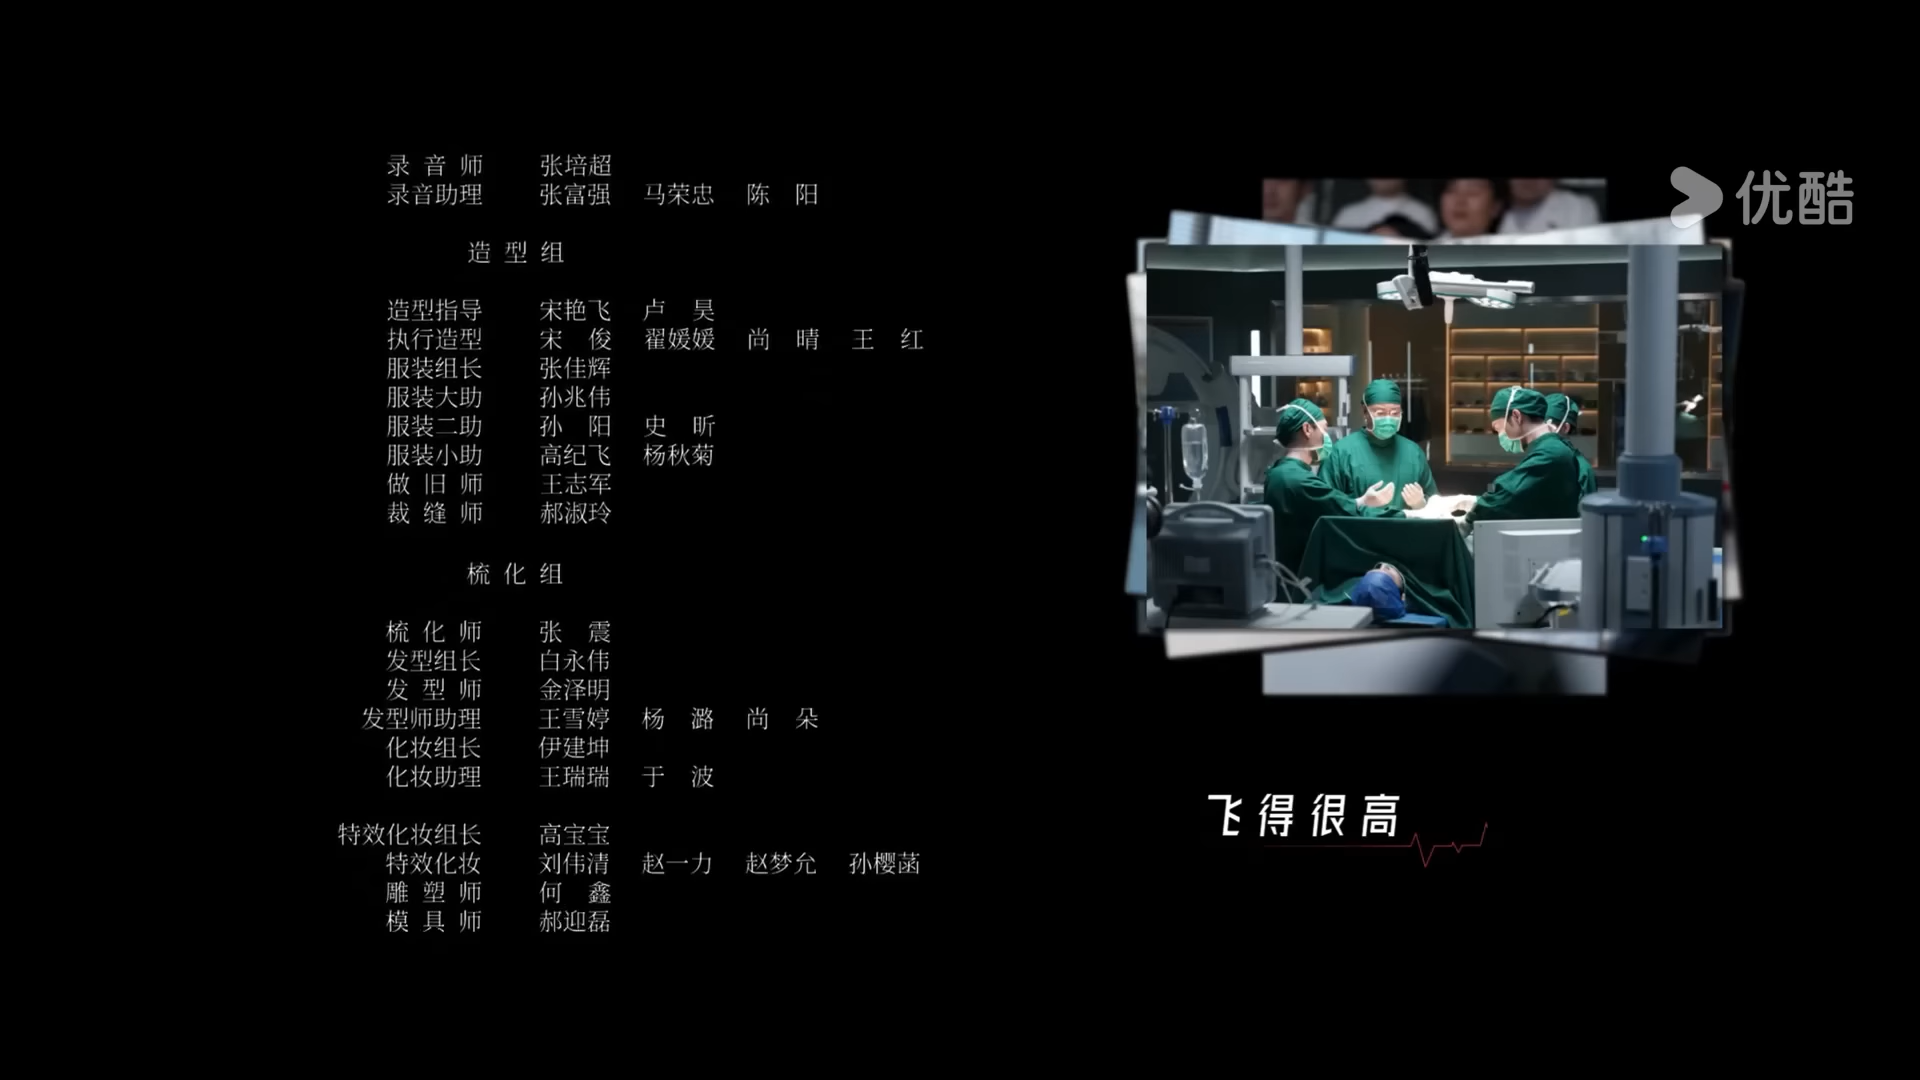 录音师 张培超
录音助理 张富强 马荣忠 陈阳
造型组
造型指导 宋艳飞 卢昊
执行造型 宋俊 翟媛媛 尚晴 王红
服装组长 张佳辉
服装大助 孙兆伟
服装二助 孙阳 史昕
服装小助 高纪飞 杨秋菊
做旧师 王志军
裁缝师 郝淑玲
梳化组
梳化师 张震
发型组长 白永伟
发型师 金泽明
发型师助理 王雪婷 杨潞 尚朵
化妆组长 伊建坤
化妆助理 王瑞瑞 于波
特效化妆组长 高宝宝
特效化妆 刘伟清 赵一力 赵梦允 孙樱菡
雕塑师 何鑫
模具师 郝迎磊
优酷
飞得很高